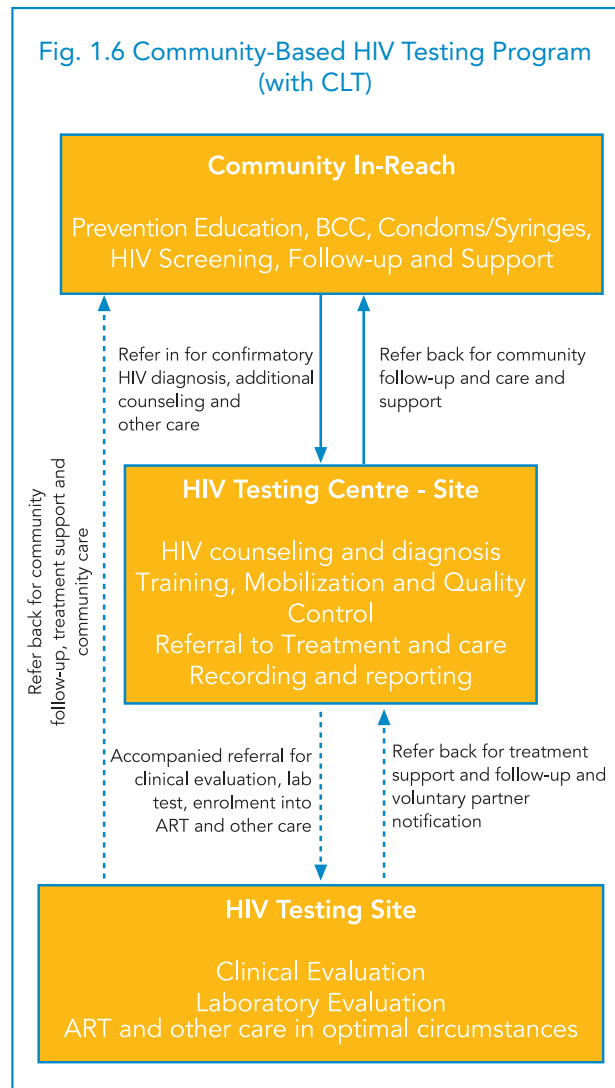 Fig. 1.6 Community-Based HIV Testing Program
(with CLT)
Community In-Reach
Prevention Education, BCC, Condoms/Syringes,
HIV Screening, Follow-up and Support
Refer in for confirmatory
HIV diagnosis, additional
counseling and
other care
Refer back for community
follow-up and care and
support
Refer back for community
follow-up, treatment support and
community care
HIV Testing Centre - Site
HIV counseling and diagnosis
Training, Mobilization and Quality
Control
Referral to Treatment and care
Recording and reporting
Accompanied referral for
clinical evaluation, lab
test, enrolment into
ART and other care
Refer back for treatment
support and follow-up and
voluntary partner
notification
HIV Testing Site
Clinical Evaluation
Laboratory Evaluation
ART and other care in optimal circumstances